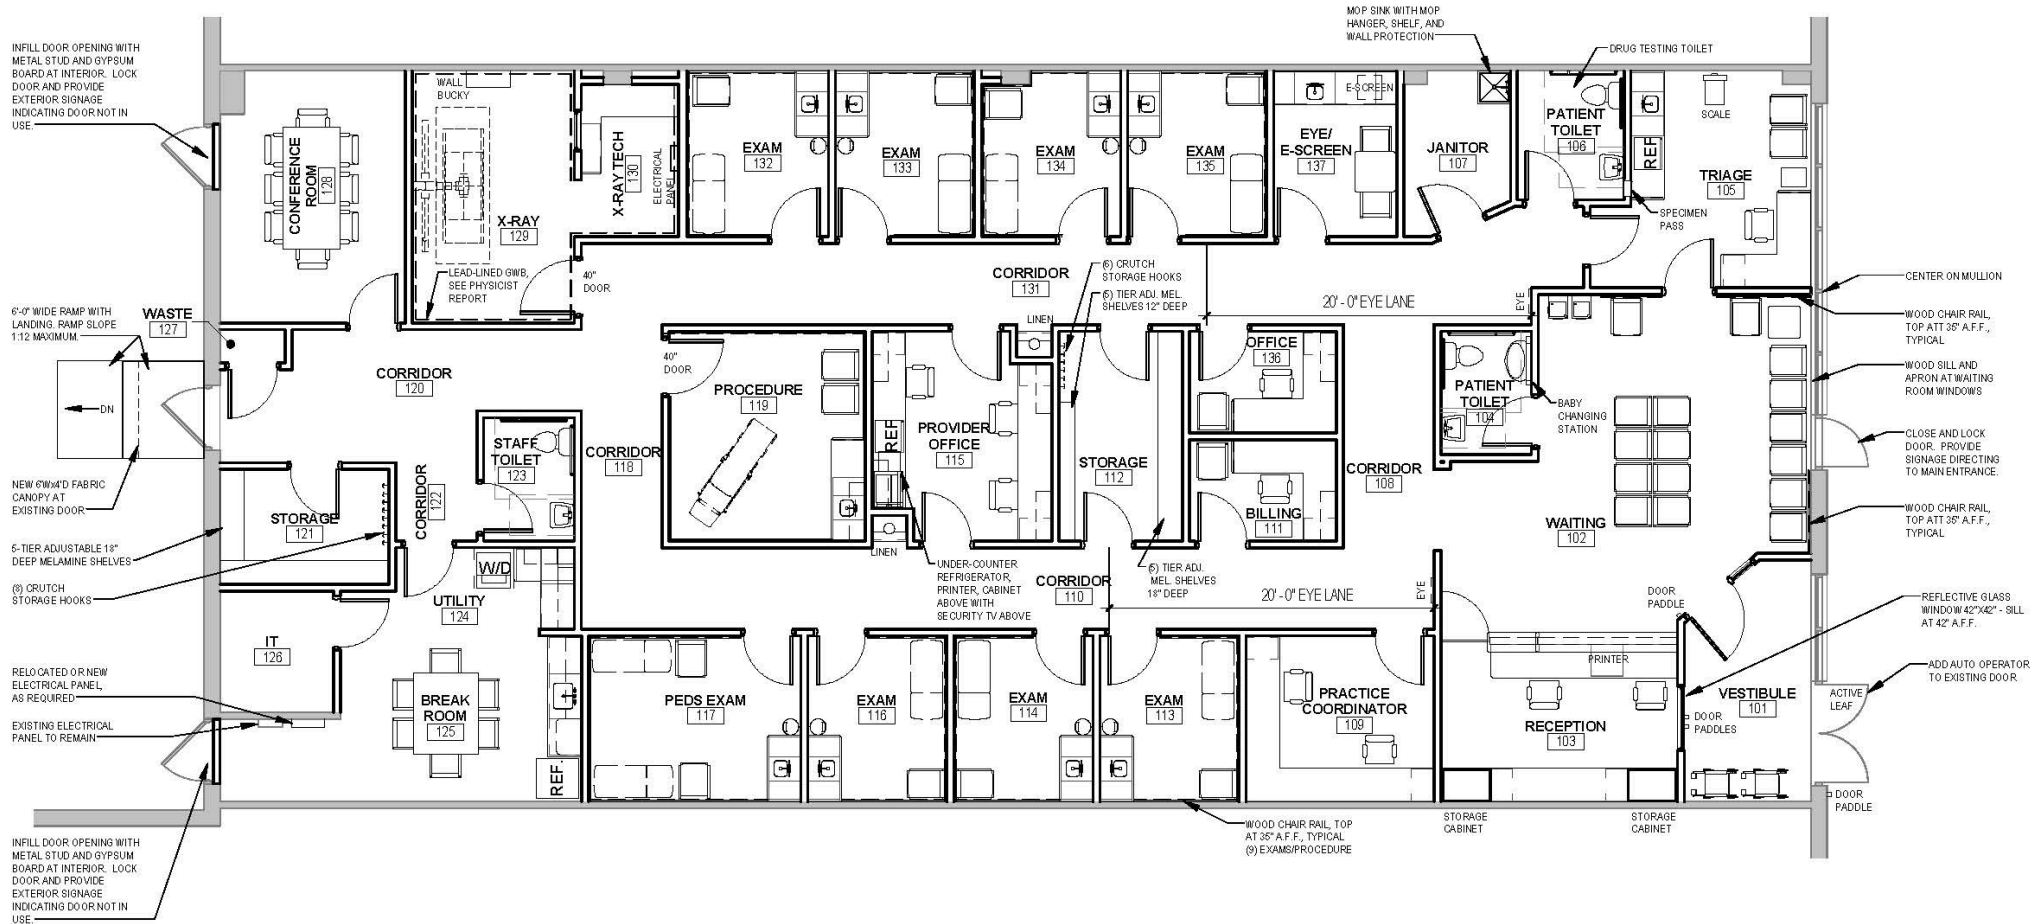 INFILL DOOR OPENING WITH
METAL STUD AND GYPSUM
BOARD AT INTERIOR. LOCK
DOOR AND PROVIDE
EXTERIOR SIGNAGE
INDICATING DOOR NOT IN
USE.
6'-0" WIDE RAMP WITH
LANDING. RAMP SLOPE
1:12 MAXIMUM.
WASTE
127
DN
NEW 6'Wx4'D FABRIC
CANOPY AT
EXISTING DOOR
5-TIER ADJUSTABLE 18"
DEEP MELAMINE SHELVES
(8) CRUTCH
STORAGE HOOKS
RELOCATED OR NEW
ELECTRICAL PANEL,
AS REQUIRED
EXISTING ELECTRICAL
PANEL TO REMAIN
INFILL DOOR OPENING WITH
METAL STUD AND GYPSUM
BOARD AT INTERIOR. LOCK
DOOR AND PROVIDE
EXTERIOR SIGNAGE
INDICATING DOOR NOT IN
USE.
CONFERENCE
ROOM
128
WALL
BUCKY
X-RAY
129
LEAD-LINED GWB,
SEE PHYSICIST
REPORT
40"
DOOR
X-RAY TECH
130
ELECTRICAL
PANEL
EXAM
132
EXAM
133
EXAM
134
EXAM
135
E-SCREEN
EYE/
E-SCREEN
137
MOP SINK WITH MOP
HANGER, SHELF, AND
WALL PROTECTION
JANITOR
107
DRUG TESTING TOILET
PATIENT
TOILET
106
REF
SCALE
TRIAGE
105
SPECIMEN
PASS
CORRIDOR
131
(6) CRUTCH
STORAGE HOOKS
(5) TIER ADJ. MEL.
SHELVES 12" DEEP
20' - 0" EYE LANE
EYE
LINEN
CORRIDOR
120
40"
DOOR
PROCEDURE
119
CORRIDOR
118
REF
PROVIDER
OFFICE
115
STORAGE
112
OFFICE
136
BILLING
111
CORRIDOR
108
PATIENT
TOILET
104
BABY
CHANGING
STATION
WAITING
102
CENTER ON MULLION
WOOD CHAIR RAIL,
TOP ATT 35" A.F.F.,
TYPICAL
WOOD SILL AND
APRON AT WAITING
ROOM WINDOWS
CLOSE AND LOCK
DOOR. PROVIDE
SIGNAGE DIRECTING
TO MAIN ENTRANCE.
WOOD CHAIR RAIL,
TOP AT 35" A.F.F.,
TYPICAL
REFLECTIVE GLASS
WINDOW 42"X42" - SILL
AT 42" A.F.F.
ADD AUTO OPERATOR
TO EXISTING DOOR
STAFF
TOILET
123
CORRIDOR
122
STORAGE
121
W/D
UTILITY
124
IT
126
BREAK
ROOM
125
REF.
LINEN
UNDER-COUNTER
REFRIGERATOR,
PRINTER, CABINET
ABOVE WITH
SECURITY TV ABOVE
CORRIDOR
110
(5) TIER ADJ.
MEL. SHELVES
18" DEEP
20' - 0" EYE LANE
EYE
PEDS EXAM
117
EXAM
116
EXAM
114
EXAM
113
PRACTICE
COORDINATOR
109
WOOD CHAIR RAIL, TOP
AT 35" A.F.F., TYPICAL
(9) EXAMS/PROCEDURE
DOOR
PADDLE
PRINTER
RECEPTION
103
STORAGE
CABINET
STORAGE
CABINET
VESTIBULE
101
DOOR
PADDLES
ACTIVE
LEAF
DOOR
PADDLE